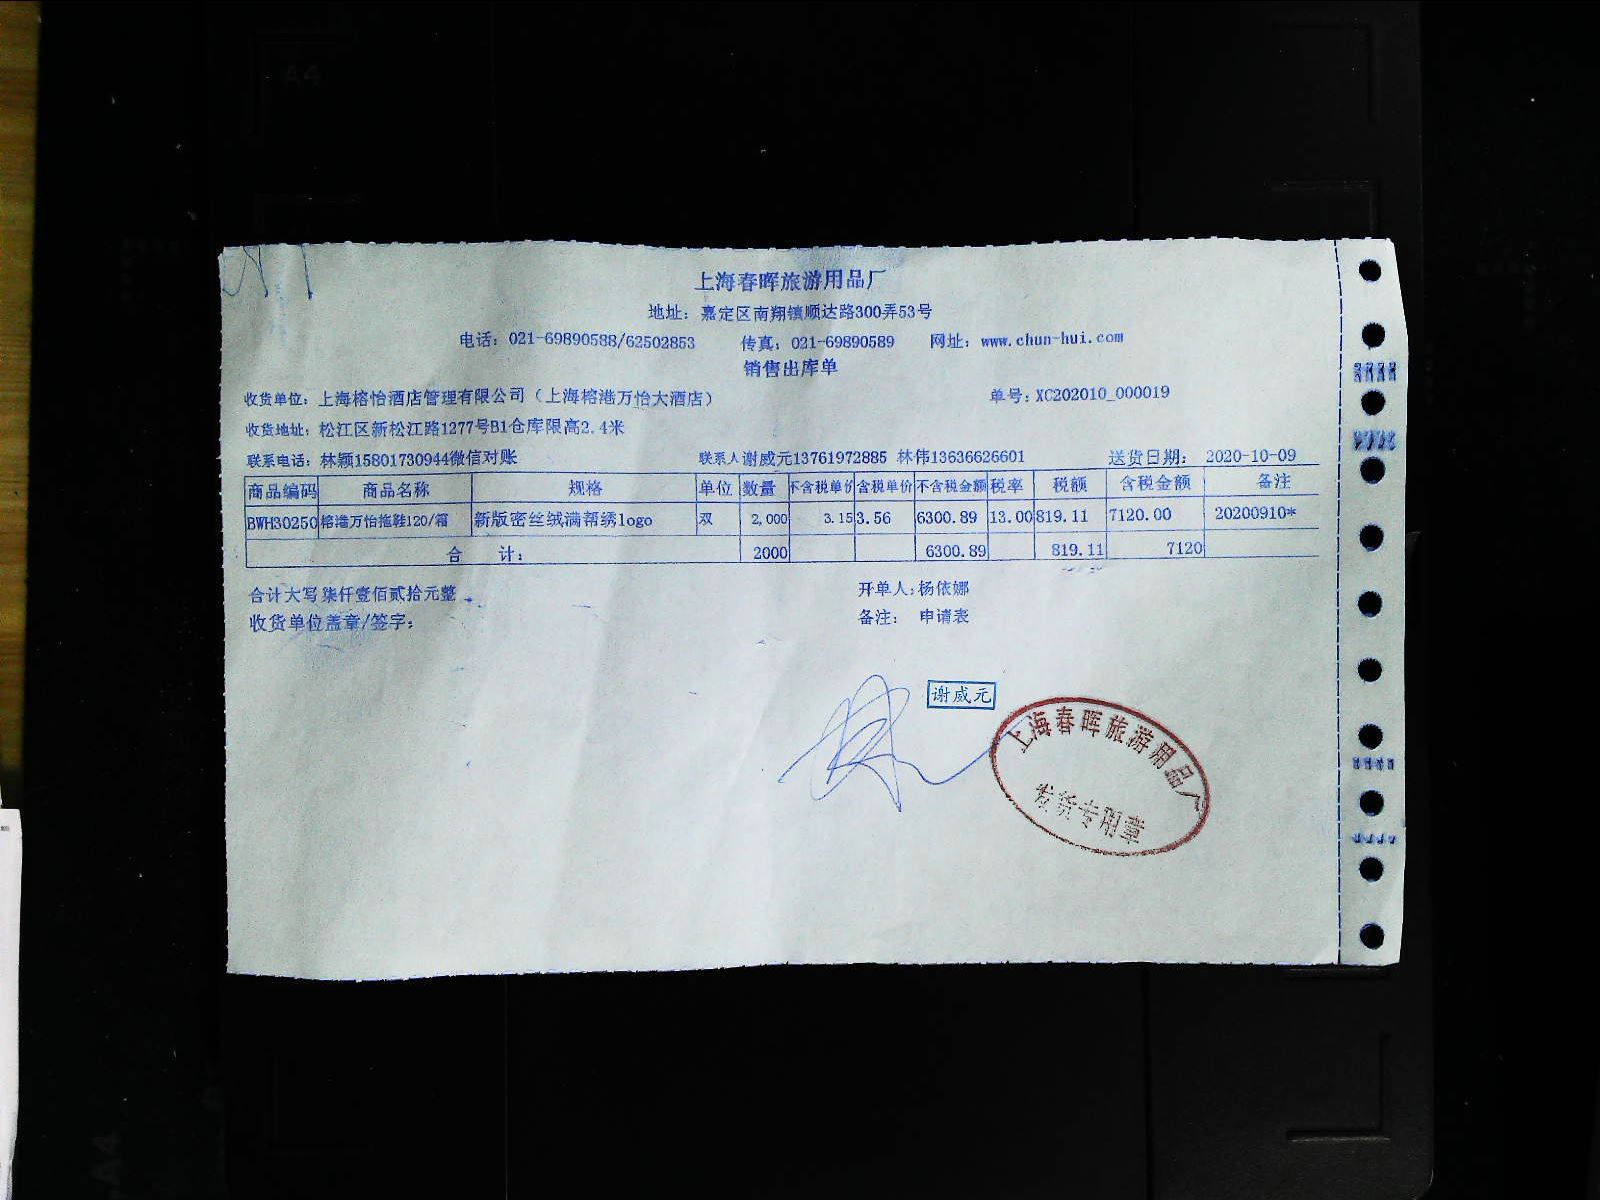 上海春晖旅游用品厂
地址：嘉定区南翔镇顺达路300弄53号
电话：021-69890588/62502853 传真：021-69890589 网址：www.chun-hui.com
销售出库单
收货单位：上海榕怡酒店管理有限公司（上海榕港万怡大酒店） 单号：XC202010_000019
收货地址：松江区新松江路1277号B1仓库限高2.4米
联系电话：林颖15801730944微信对账 联系人谢威元13761972885 林伟13636626601 送货日期： 2020-10-09
商品编码 商品名称 规格 单位 数量 不含税单价 含税单价 不含税金额 税率 税额 含税金额 备注
BWH30250 榕港万怡拖鞋120/箱 新版密丝绒满帮绣logo 双 2,000 3.15 3.56 6300.89 13.00 819.11 7120.00 20200910*
合 计： 2000 6300.89 819.11 7120
合计大写 柒仟壹佰贰拾元整 开单人：杨依娜
收货单位盖章/签字： 备注： 申请表
谢威元
上海春晖旅游用品厂
发货专用章
A4
A4